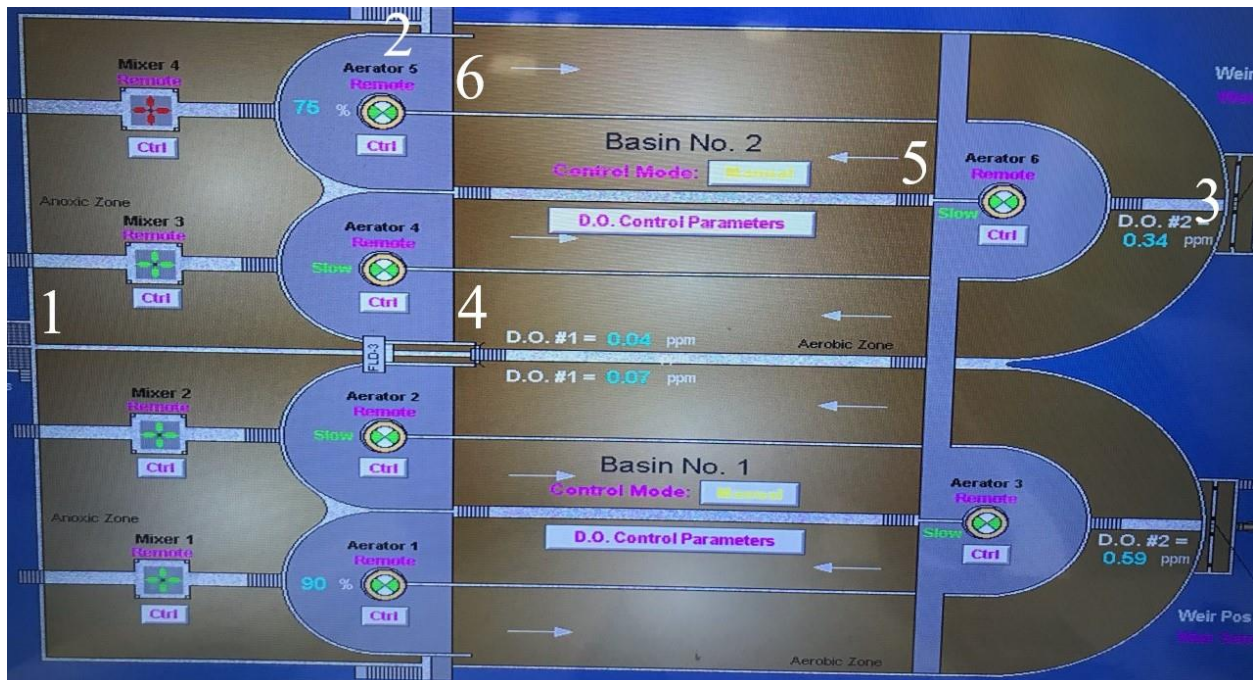 2
Mixer 4
Remote
Ctrl
Aerator 5
Remote
75 %
Ctrl
6
Basin No. 2
Control Mode: Manual
D.O. Control Parameters
5
Aerator 6
Remote
Slow
Ctrl
Weir
3
D.O. #2 =
0.34 ppm
Anoxic Zone
Mixer 3
Remote
Ctrl
Aerator 4
Remote
Slow
Ctrl
1
4
FLD-3
D.O. #1 = 0.04 ppm
Aerobic Zone
D.O. #1 = 0.07 ppm
Mixer 2
Remote
Ctrl
Aerator 2
Remote
Slow
Ctrl
Basin No. 1
Control Mode: Manual
D.O. Control Parameters
Aerator 3
Remote
Slow
Ctrl
D.O. #2 =
0.59 ppm
Anoxic Zone
Mixer 1
Remote
Ctrl
Aerator 1
Remote
90 %
Ctrl
Weir Pos
Aerobic Zone